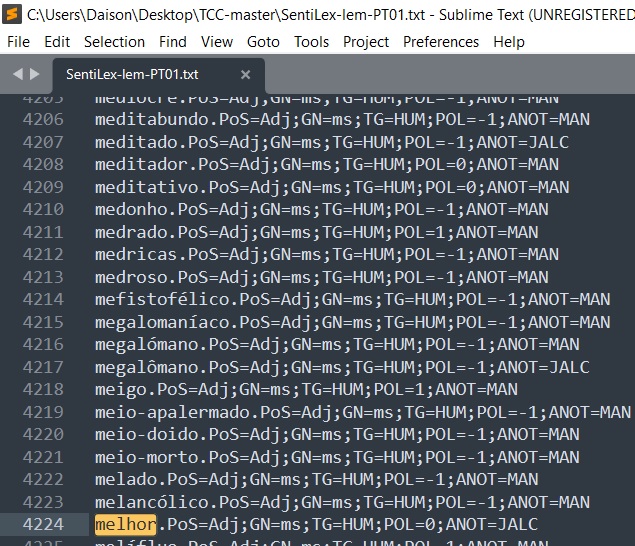 C:\Users\Daison\Desktop\TCC-master\SentiLex-lem-PT01.txt - Sublime Text (UNREGISTERED
File Edit Selection Find View Goto Tools Project Preferences Help
SentiLex-lem-PT01.txt ×
4205 mediocre.PoS=Adj;GN=ms;TG=HUM;POL=-1;ANOT=MAN
4206 meditabundo.PoS=Adj;GN=ms;TG=HUM;POL=-1;ANOT=MAN
4207 meditado.PoS=Adj;GN=ms;TG=HUM;POL=-1;ANOT=JALC
4208 meditador.PoS=Adj;GN=ms;TG=HUM;POL=0;ANOT=MAN
4209 meditativo.PoS=Adj;GN=ms;TG=HUM;POL=0;ANOT=MAN
4210 medonho.PoS=Adj;GN=ms;TG=HUM;POL=-1;ANOT=MAN
4211 medrado.PoS=Adj;GN=ms;TG=HUM;POL=1;ANOT=MAN
4212 medricas.PoS=Adj;GN=ms;TG=HUM;POL=-1;ANOT=MAN
4213 medroso.PoS=Adj;GN=ms;TG=HUM;POL=-1;ANOT=MAN
4214 mefistofélico.PoS=Adj;GN=ms;TG=HUM;POL=-1;ANOT=MAN
4215 megalomaníaco.PoS=Adj;GN=ms;TG=HUM;POL=-1;ANOT=MAN
4216 megalómano.PoS=Adj;GN=ms;TG=HUM;POL=-1;ANOT=MAN
4217 megalômano.PoS=Adj;GN=ms;TG=HUM;POL=-1;ANOT=JALC
4218 meigo.PoS=Adj;GN=ms;TG=HUM;POL=1;ANOT=MAN
4219 meio-apalermado.PoS=Adj;GN=ms;TG=HUM;POL=-1;ANOT=MAN
4220 meio-doido.PoS=Adj;GN=ms;TG=HUM;POL=-1;ANOT=MAN
4221 meio-morto.PoS=Adj;GN=ms;TG=HUM;POL=-1;ANOT=MAN
4222 melado.PoS=Adj;GN=ms;TG=HUM;POL=-1;ANOT=MAN
4223 melancólico.PoS=Adj;GN=ms;TG=HUM;POL=-1;ANOT=MAN
4224 melhor.PoS=Adj;GN=ms;TG=HUM;POL=0;ANOT=JALC